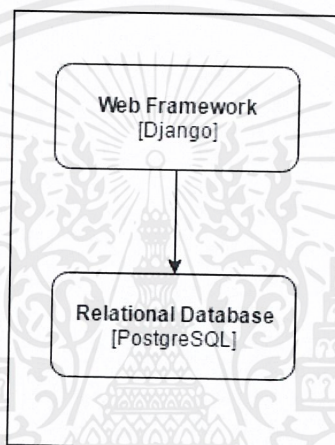 Web Framework
[Django]
Relational Database
[PostgreSQL]